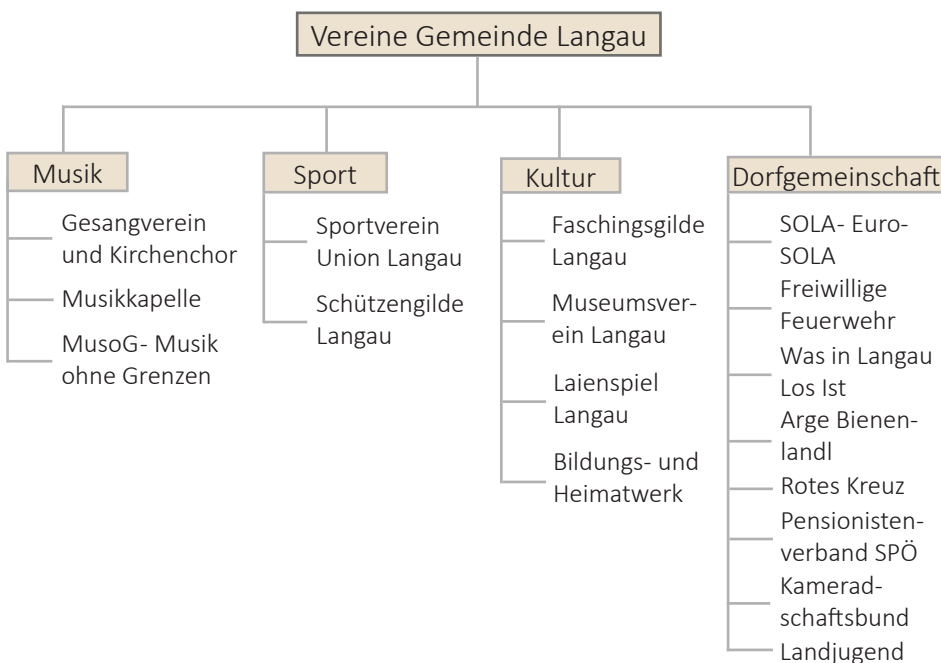 Vereine Gemeinde Langau
Musik
Gesangverein
und Kirchenchor
Musikkapelle
MusoG- Musik
ohne Grenzen
Sport
Sportverein
Union Langau
Schützengilde
Langau
Kultur
Faschingsgilde
Langau
Museumsver-
ein Langau
Laienspiel
Langau
Bildungs- und
Heimatwerk
Dorfgemeinschaft
SOLA- Euro-
SOLA
Freiwillige
Feuerwehr
Was in Langau
Los Ist
Arge Bienen-
landl
Rotes Kreuz
Pensionisten-
verband SPÖ
Kamerad-
schaftsbund
Landjugend